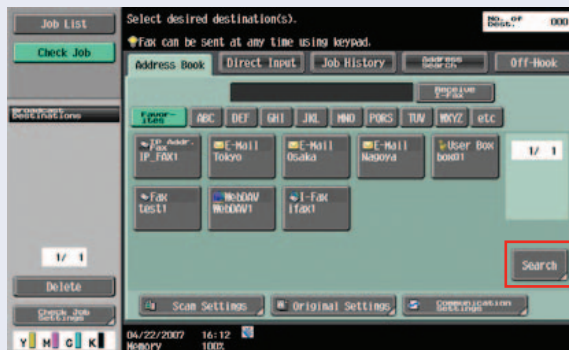 Job List
Check Job
Broadcast
Destinations
1/ 1
Delete
Check Job
Settings
Y M C K
Select desired destination(s).
Fax can be sent at any time using keypad.
No. of
Dest.
000
Address Book
Direct Input
Job History
Address
Search
Off-Hook
Receive
I-Fax
Favor-
ites
ABC
DEF
GHI
JKL
MNO
PQRS
TUV
WXYZ
etc
IP Addr.
Fax
IP_FAX1
E-Mail
Tokyo
E-Mail
Osaka
E-Mail
Nagoya
User Box
box01
1/ 1
Fax
test1
WebDAV
WebDAV1
I-Fax
ifax1
Search
Scan Settings
Original Settings
Communication
Settings
04/22/2007 16:12
Memory 100%